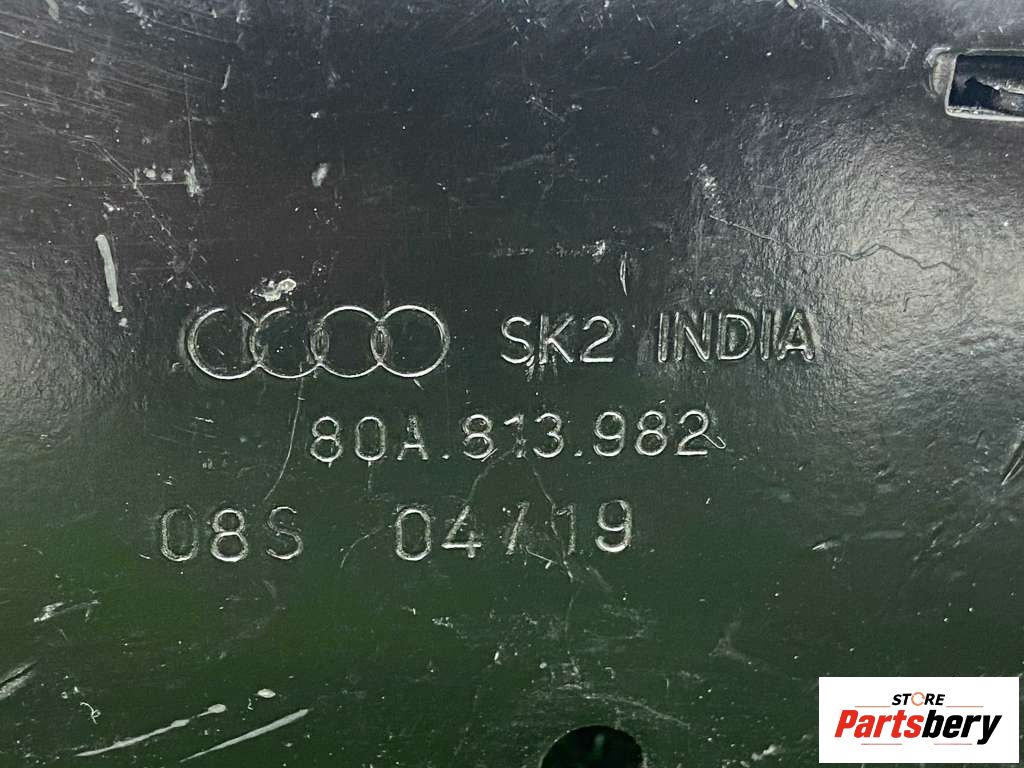 SK2 INDIA
80A.813.982
08S 04/19
STORE
Partsbery